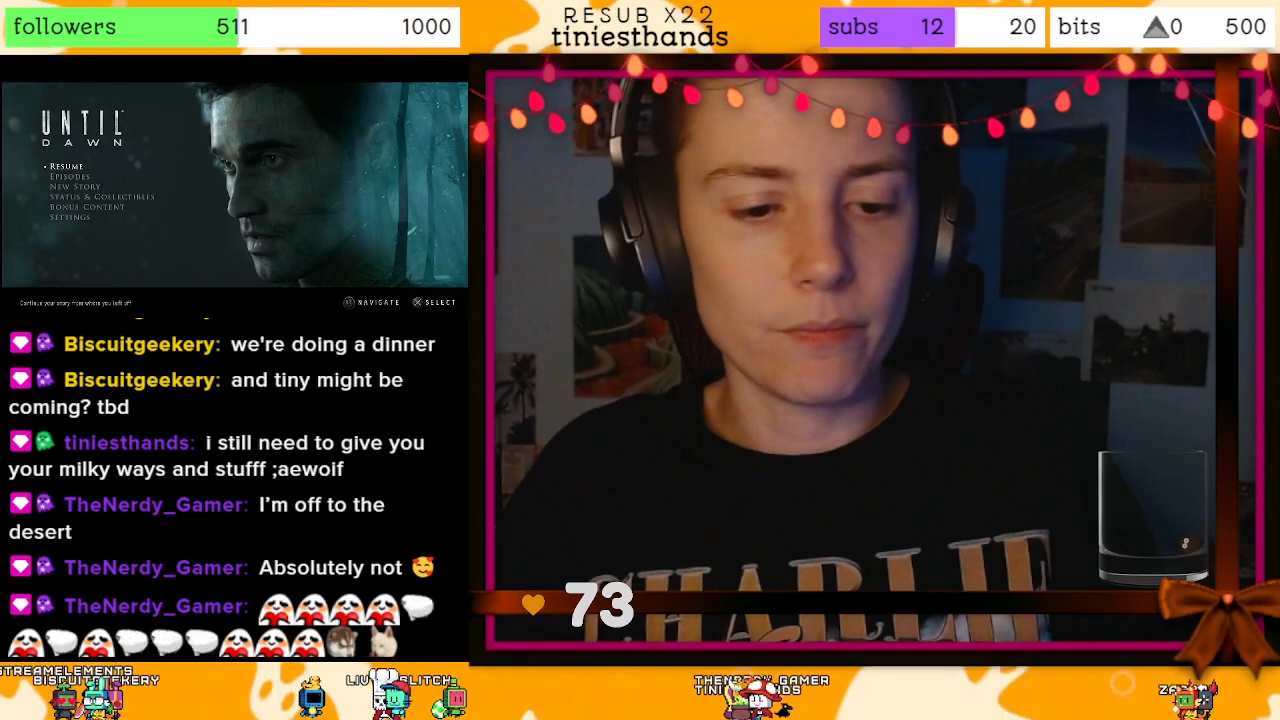 followers 511 1000
RESUB X22
tiniesthands
subs 12 20
bits 0 500
UNTIL
DAWN
RESUME
EPISODES
NEW STORY
STATUS & COLLECTIBLES
BONUS CONTENT
SETTINGS
Continue your story from where you left off
NAVIGATE
SELECT
Biscuitgeekery: we're doing a dinner
Biscuitgeekery: and tiny might be
coming? tbd
tiniesthands: i still need to give you
your milky ways and stufff ;aewoif
TheNerdy_Gamer: I'm off to the
desert
TheNerdy_Gamer: Absolutely not
TheNerdy_Gamer:
CHARLIE
73
STREAMELEMENTS
BISCUITGEEKERY